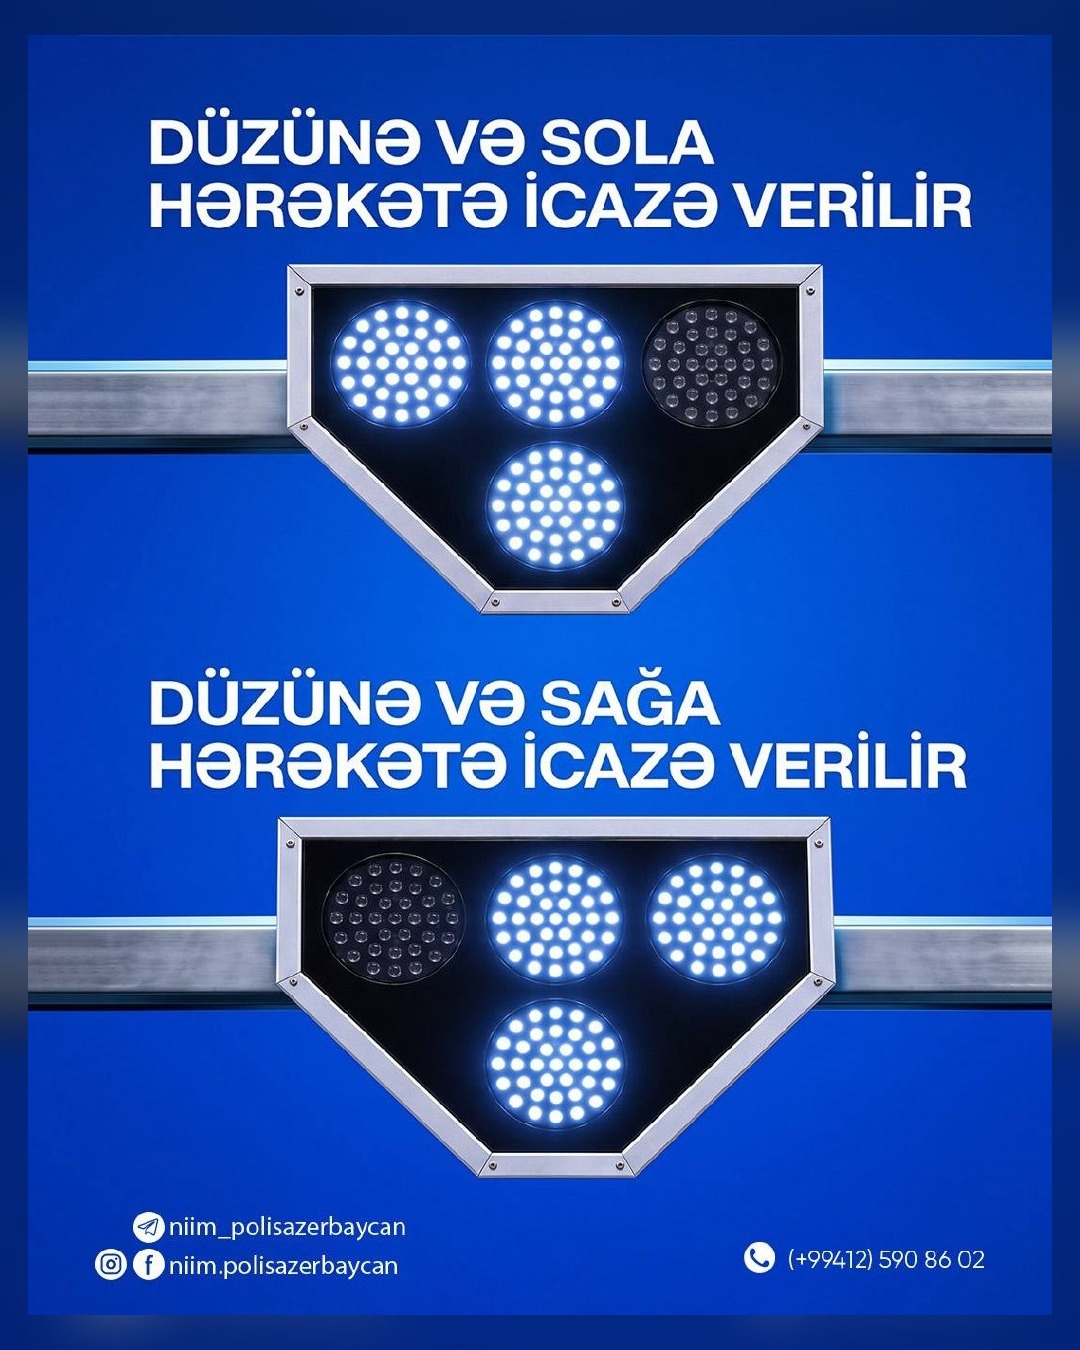 DÜZÜNƏ VƏ SOLA
HƏRƏKƏTƏ İCAZƏ VERİLİR
DÜZÜNƏ VƏ SAĞA
HƏRƏKƏTƏ İCAZƏ VERİLİR
niim_polisazerbaycan
niim.polisazerbaycan
(+99412) 590 86 02